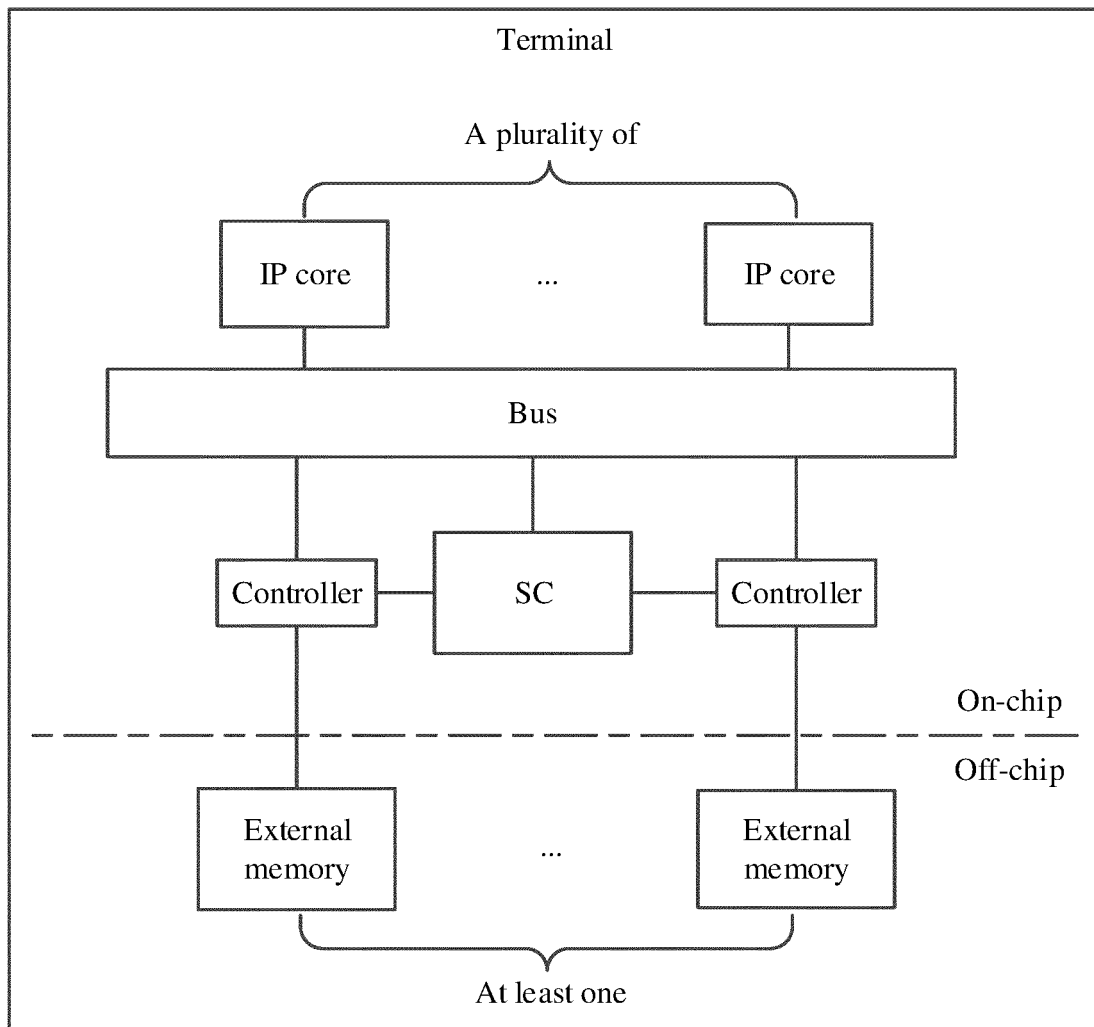 Terminal
A plurality of
IP core
...
IP core
Bus
Controller
SC
Controller
On-chip
Off-chip
External
memory
...
External
memory
At least one